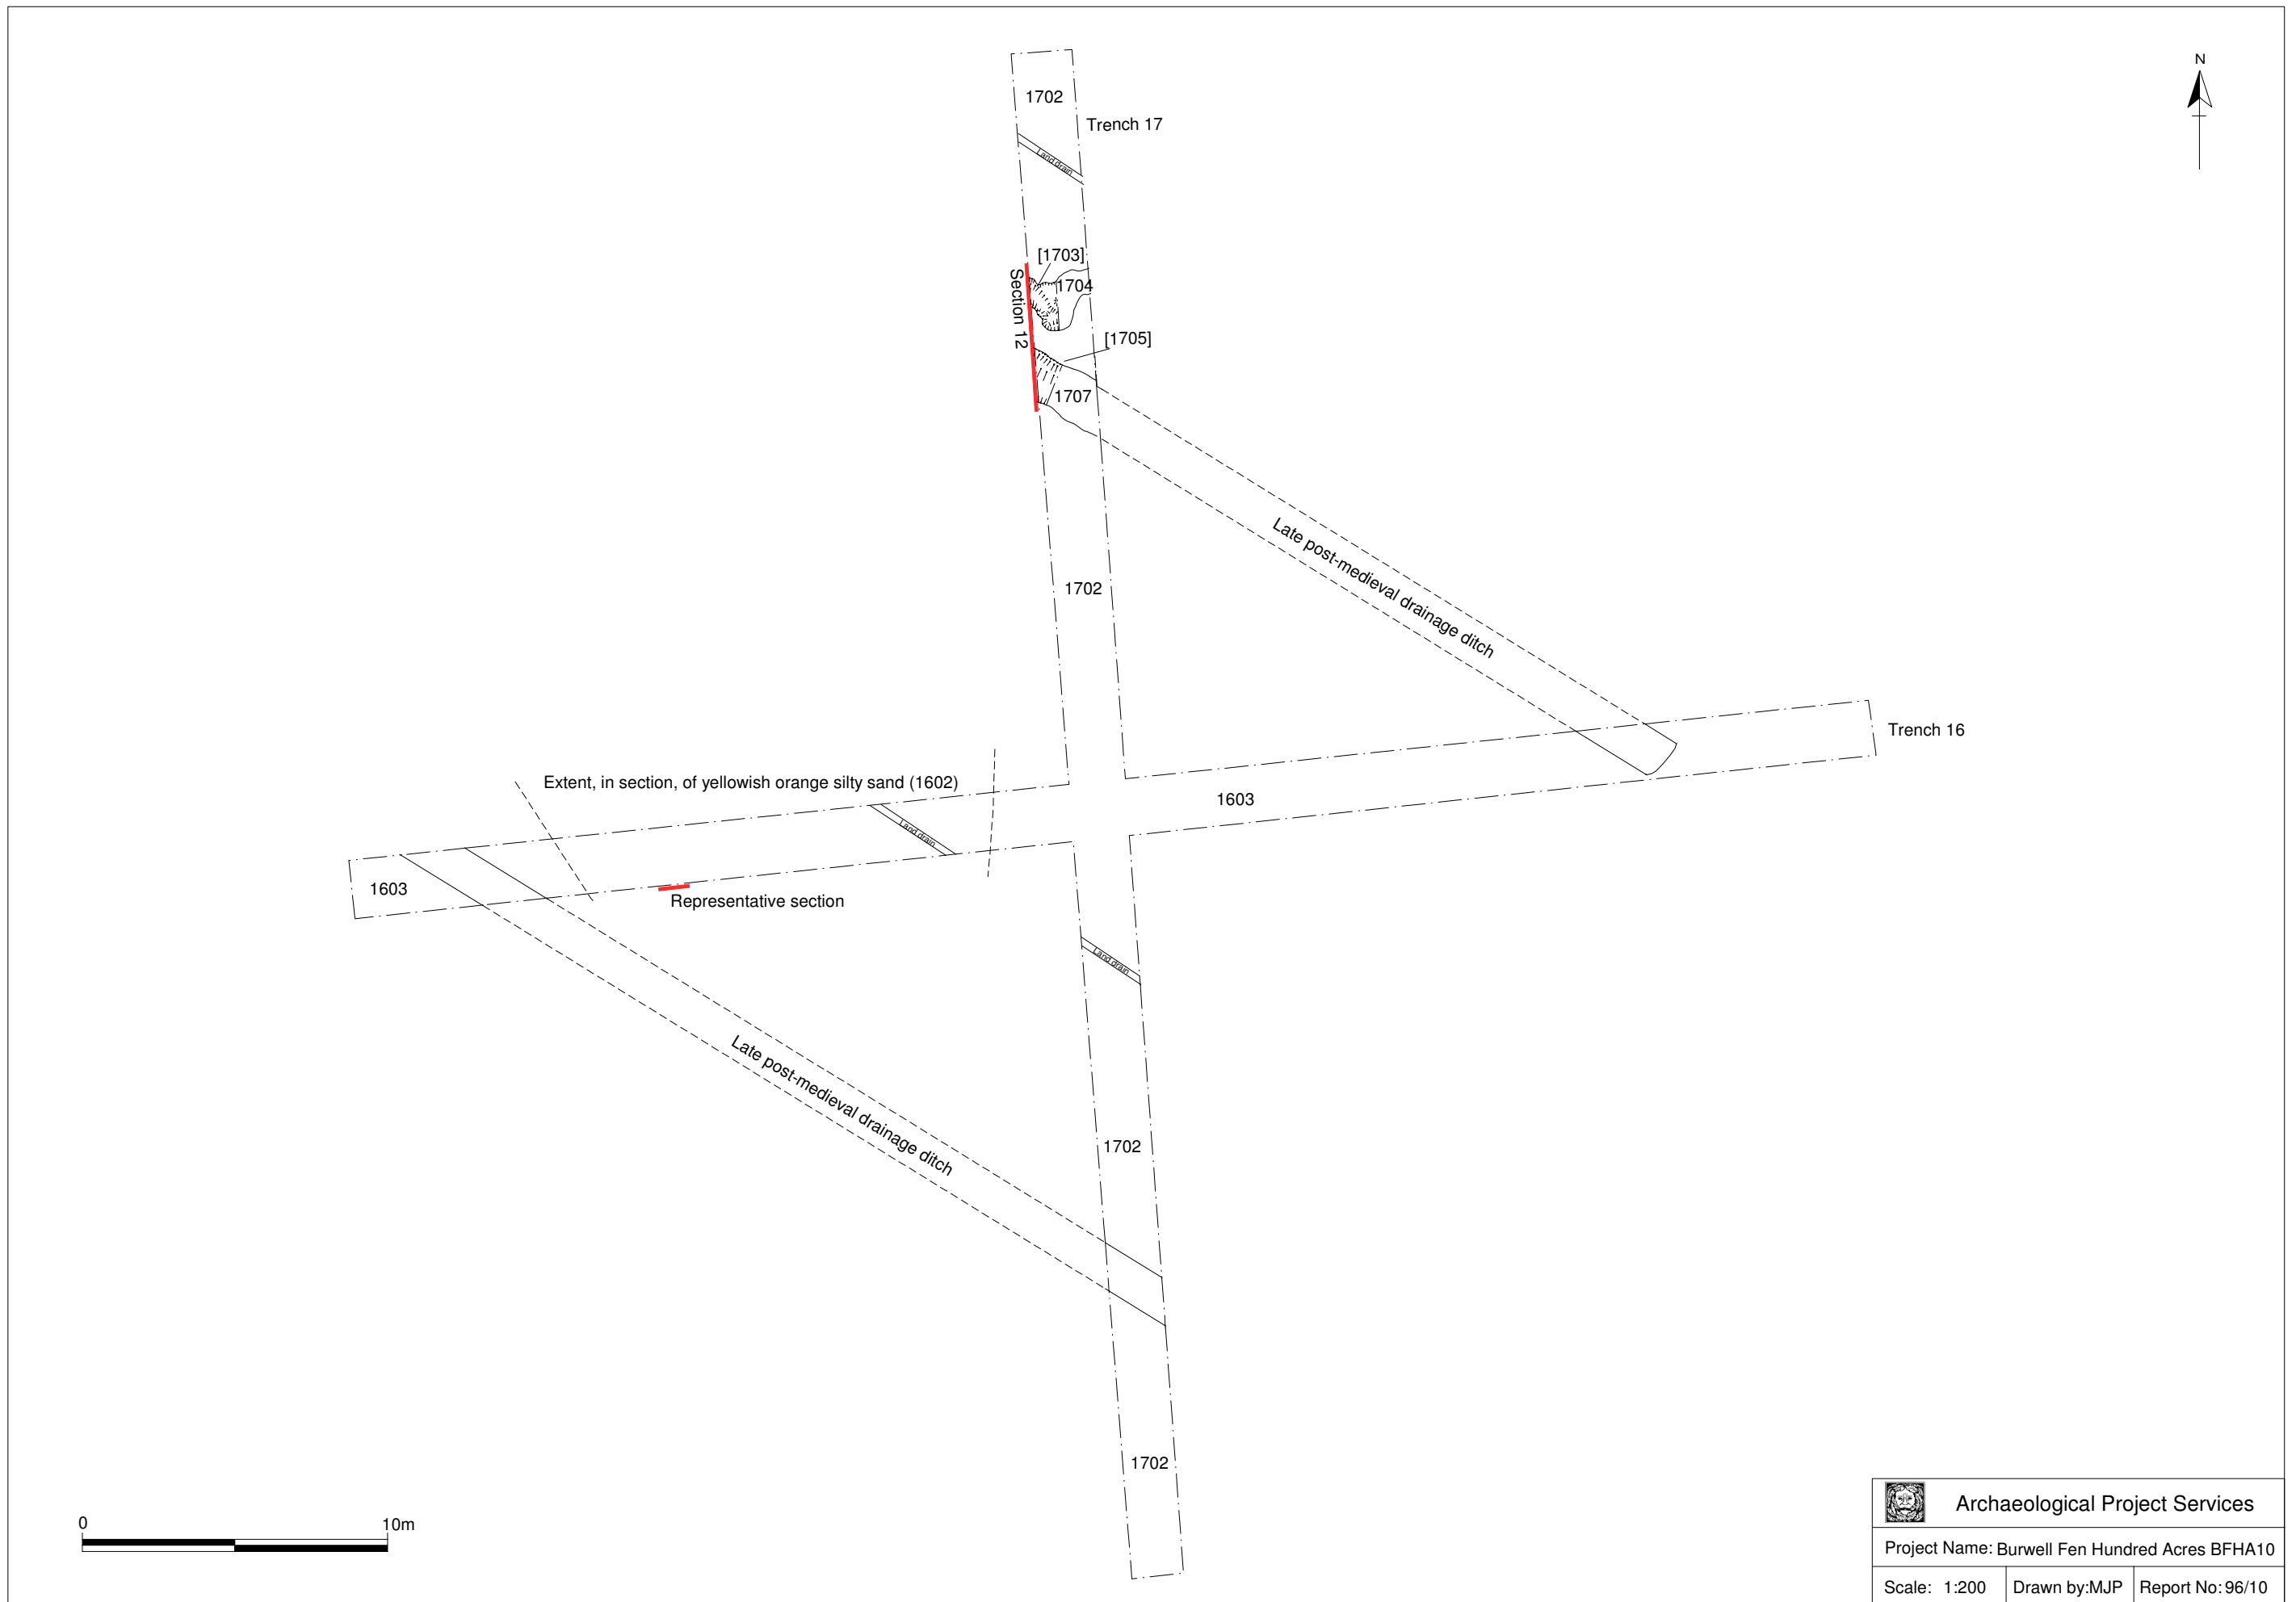 N
1702
Trench 17
Land drain
[1703]
1704
Section 12
[1705]
1707
Late post-medieval drainage ditch
1702
Trench 16
Extent, in section, of yellowish orange silty sand (1602)
1603
Land drain
1603
Representative section
Land drain
Late post-medieval drainage ditch
1702
1702
0 10m
Archaeological Project Services
Project Name: Burwell Fen Hundred Acres BFHA10
Scale: 1:200 Drawn by:MJP Report No: 96/10